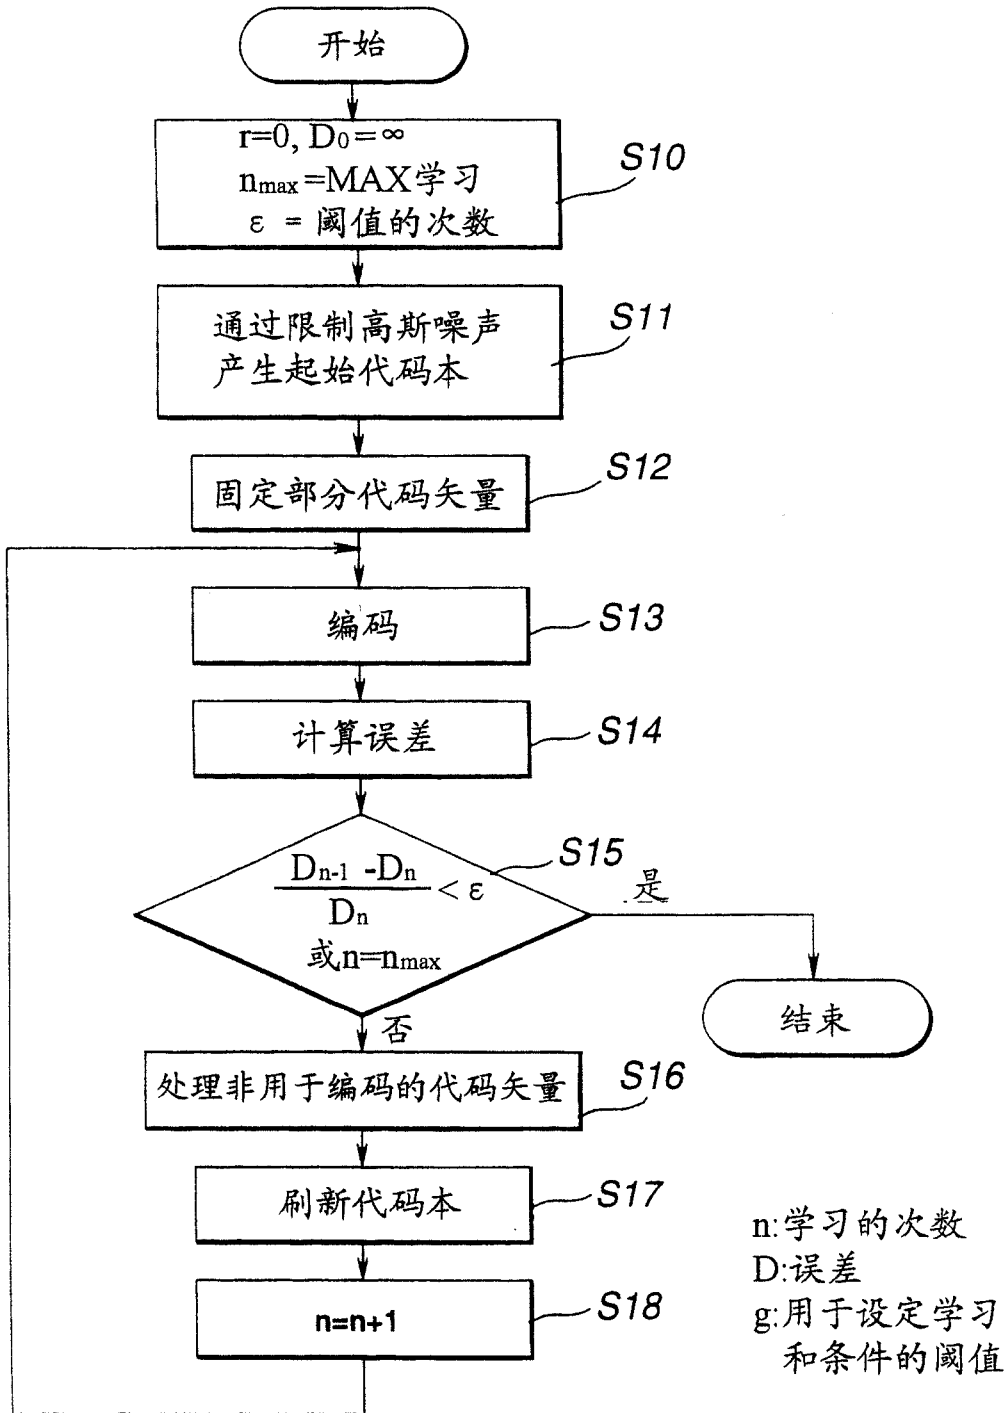 开始
r=0, D0=∞
nmax=MAX学习
ε = 阈值的次数
S10
通过限制高斯噪声
产生起始代码本
S11
固定部分代码矢量
S12
编码
S13
计算误差
S14
Dn-1 -Dn
Dn
< ε
或n=nmax
S15
是
结束
否
处理非用于编码的代码矢量
S16
刷新代码本
S17
n=n+1
S18
n:学习的次数
D:误差
g:用于设定学习
和条件的阈值